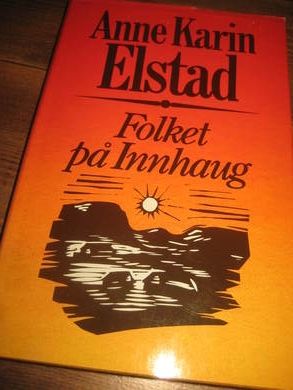 Anne Karin
Elstad
Folket
på Innhaug